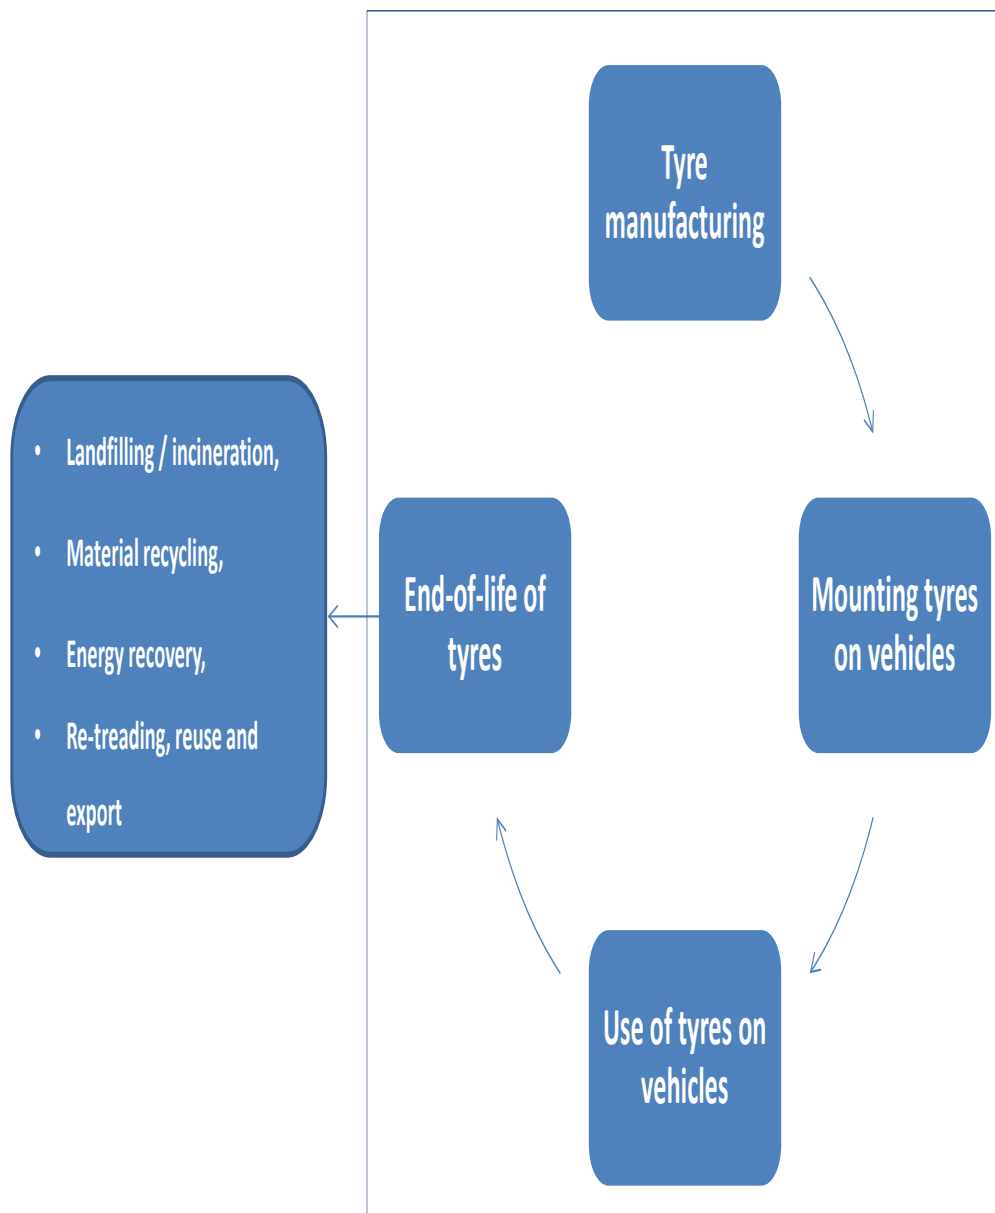 Tyre
manufacturing
Mounting tyres
on vehicles
Use of tyres on
vehicles
End-of-life of
tyres
• Landfilling / incineration,
• Material recycling,
• Energy recovery,
• Re-treading, reuse and
export